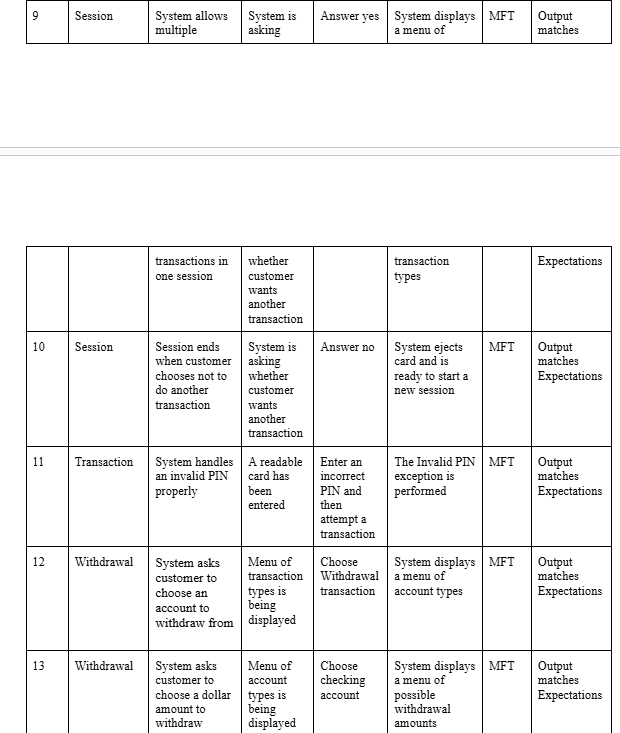 9 Session System allows System is Answer yes System displays MFT Output
multiple asking a menu of matches
transactions in whether transaction Expectations
one session customer types
wants
another
transaction
10 Session Session ends System is Answer no System ejects MFT Output
when customer asking card and is matches
chooses not to whether ready to start a Expectations
do another customer new session
transaction wants
another
transaction
11 Transaction System handles A readable Enter an The Invalid PIN MFT Output
an invalid PIN card has incorrect exception is matches
properly been PIN and performed Expectations
entered then
attempt a
transaction
12 Withdrawal System asks Menu of Choose System displays MFT Output
customer to transaction Withdrawal a menu of matches
choose an types is transaction account types Expectations
account to being
withdraw from displayed
13 Withdrawal System asks Menu of Choose System displays MFT Output
customer to account checking a menu of matches
choose a dollar types is account possible Expectations
amount to being withdrawal
withdraw displayed amounts